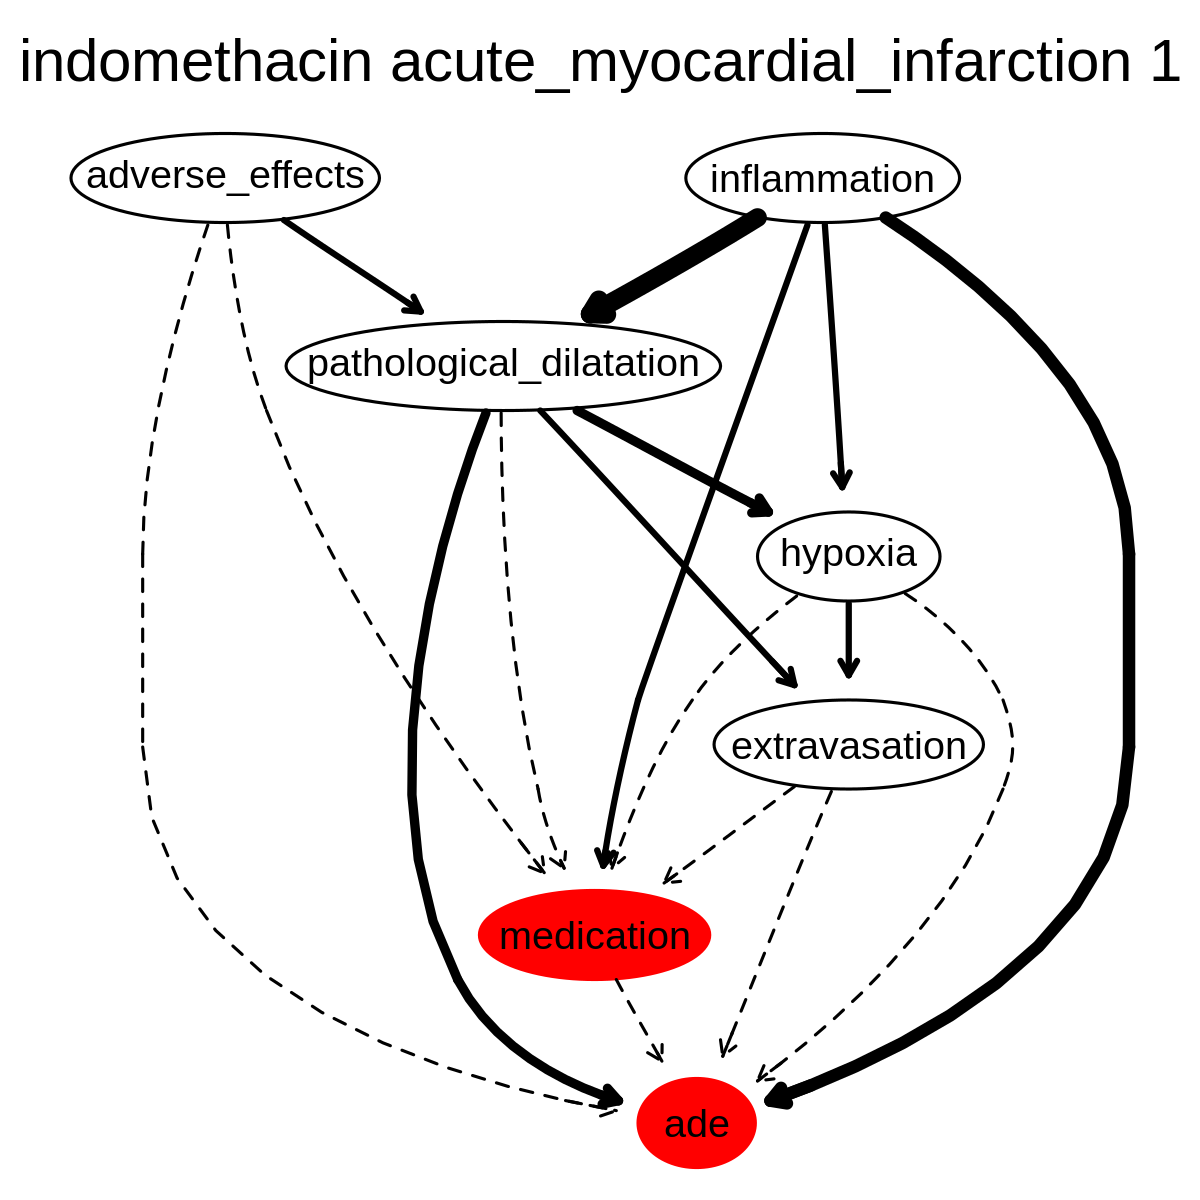 indomethacin acute_myocardial_infarction 1
adverse_effects
inflammation
pathological_dilatation
hypoxia
extravasation
medication
ade